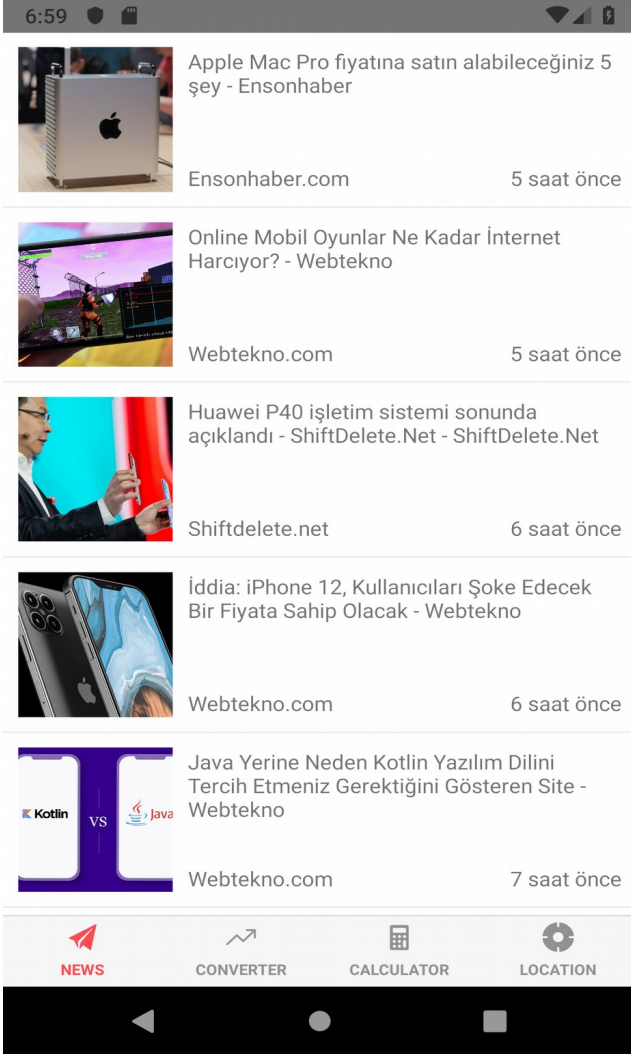 6:59
Apple Mac Pro fiyatına satın alabileceğiniz 5
şey - Ensonhaber
Ensonhaber.com
5 saat önce
Online Mobil Oyunlar Ne Kadar İnternet
Harcıyor? - Webtekno
Webtekno.com
5 saat önce
Huawei P40 işletim sistemi sonunda
açıklandı - ShiftDelete.Net - ShiftDelete.Net
Shiftdelete.net
6 saat önce
İddia: iPhone 12, Kullanıcıları Şoke Edecek
Bir Fiyata Sahip Olacak - Webtekno
Webtekno.com
6 saat önce
Kotlin
VS
Java
Java Yerine Neden Kotlin Yazılım Dilini
Tercih Etmeniz Gerektiğini Gösteren Site -
Webtekno
Webtekno.com
7 saat önce
NEWS
CONVERTER
CALCULATOR
LOCATION